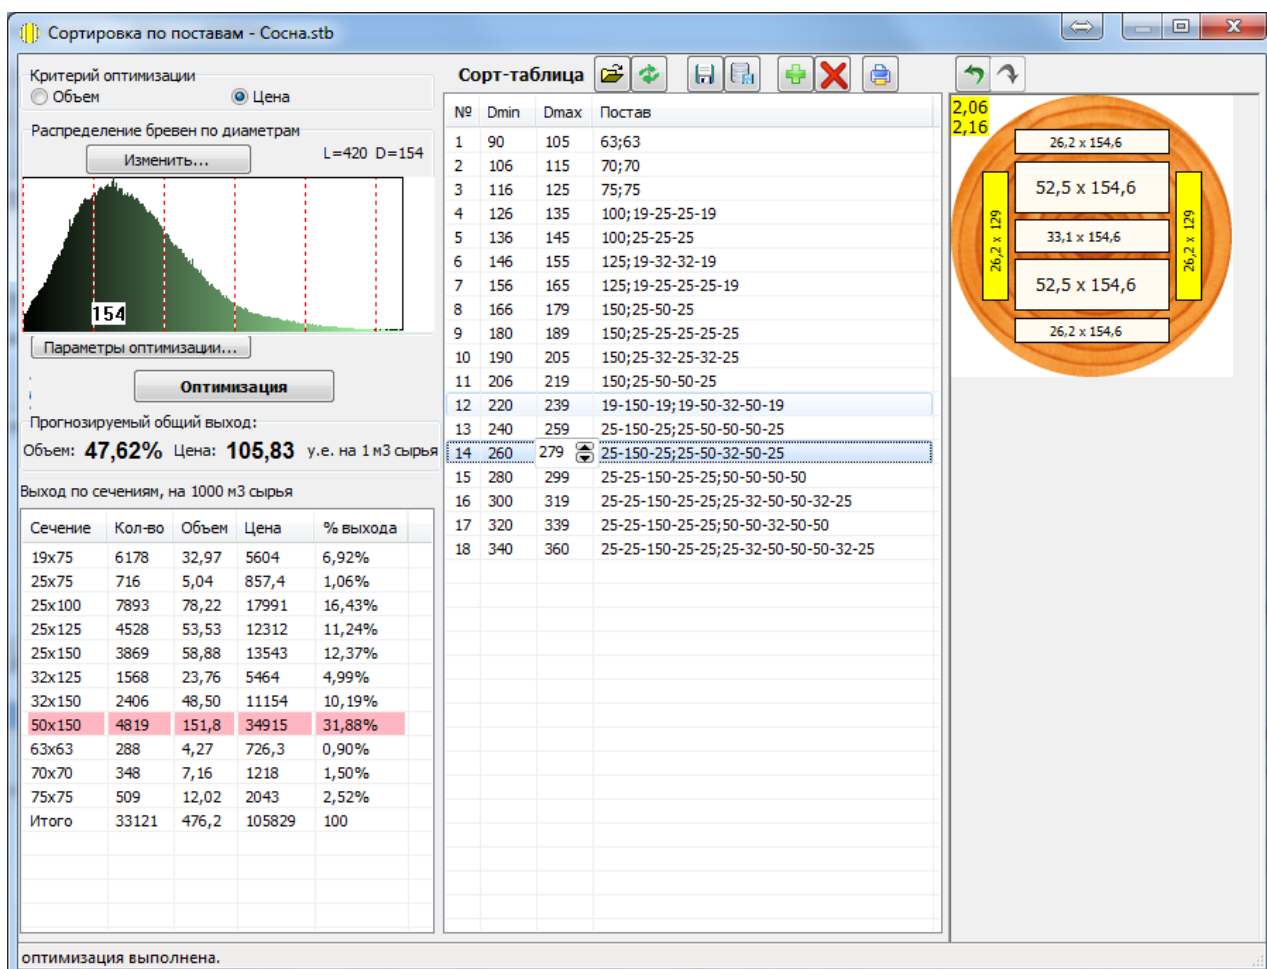 Сортировка по поставам - Сосна.stb
Критерий оптимизации
Объем Цена
Распределение бревен по диаметрам
Изменить... L=420 D=154
154
Параметры оптимизации...
Оптимизация
Прогнозируемый общий выход:
Объем: 47,62% Цена: 105,83 у.е. на 1 м3 сырья
Выход по сечениям, на 1000 м3 сырья
Сечение Кол-во Объем Цена % выхода
19x75 6178 32,97 5604 6,92%
25x75 716 5,04 857,4 1,06%
25x100 7893 78,22 17991 16,43%
25x125 4528 53,53 12312 11,24%
25x150 3869 58,88 13543 12,37%
32x125 1568 23,76 5464 4,99%
32x150 2406 48,50 11154 10,19%
50x150 4819 151,8 34915 31,88%
63x63 288 4,27 726,3 0,90%
70x70 348 7,16 1218 1,50%
75x75 509 12,02 2043 2,52%
Итого 33121 476,2 105829 100
Сорт-таблица
№ Dmin Dmax Постав
1 90 105 63;63
2 106 115 70;70
3 116 125 75;75
4 126 135 100;19-25-25-19
5 136 145 100;25-25-25
6 146 155 125;19-32-32-19
7 156 165 125;19-25-25-25-19
8 166 179 150;25-50-25
9 180 189 150;25-25-25-25-25
10 190 205 150;25-32-25-32-25
11 206 219 150;25-50-50-25
12 220 239 19-150-19;19-50-32-50-19
13 240 259 25-150-25;25-50-50-50-25
14 260 279 25-150-25;25-50-32-50-25
15 280 299 25-25-150-25-25;50-50-50-50
16 300 319 25-25-150-25-25;25-32-50-50-32-25
17 320 339 25-25-150-25-25;50-50-32-50-50
18 340 360 25-25-150-25-25;25-32-50-50-50-32-25
2,06
2,16
26,2 x 154,6
52,5 x 154,6
26,2 x 129
33,1 x 154,6
26,2 x 129
52,5 x 154,6
26,2 x 154,6
оптимизация выполнена.